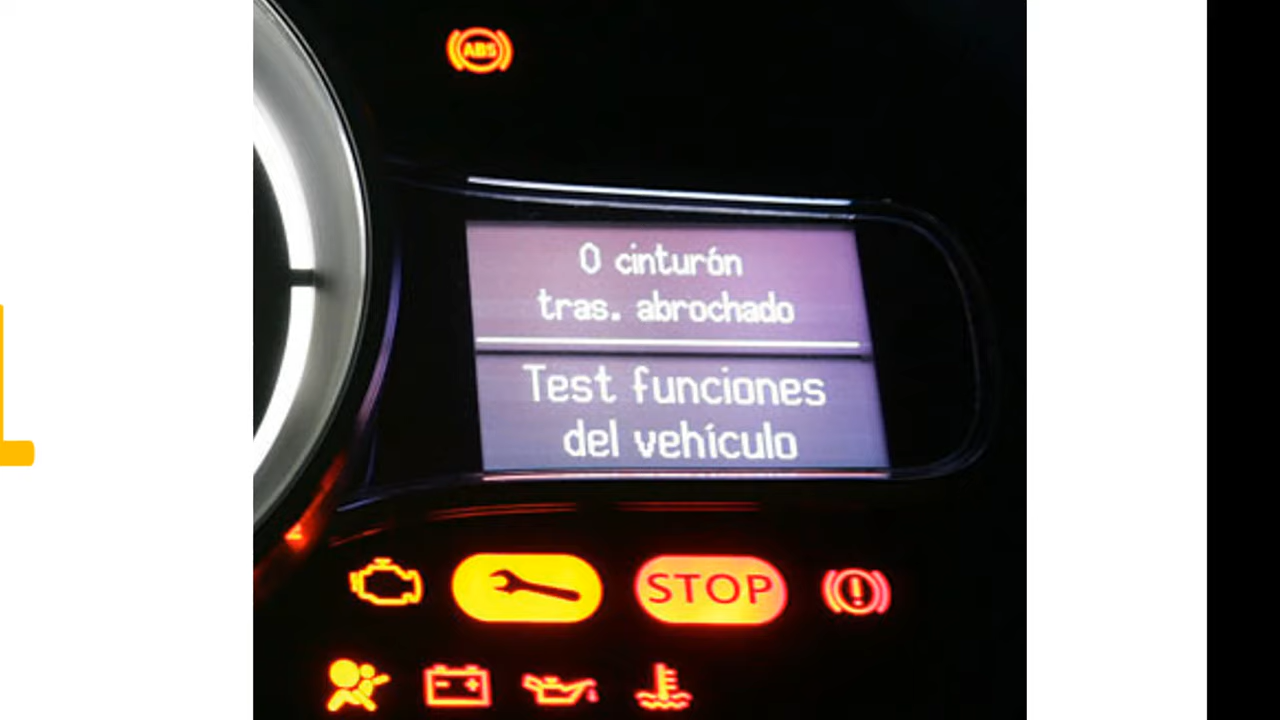 ABS
0 cinturón
tras. abrochado
Test funciones
del vehículo
STOP